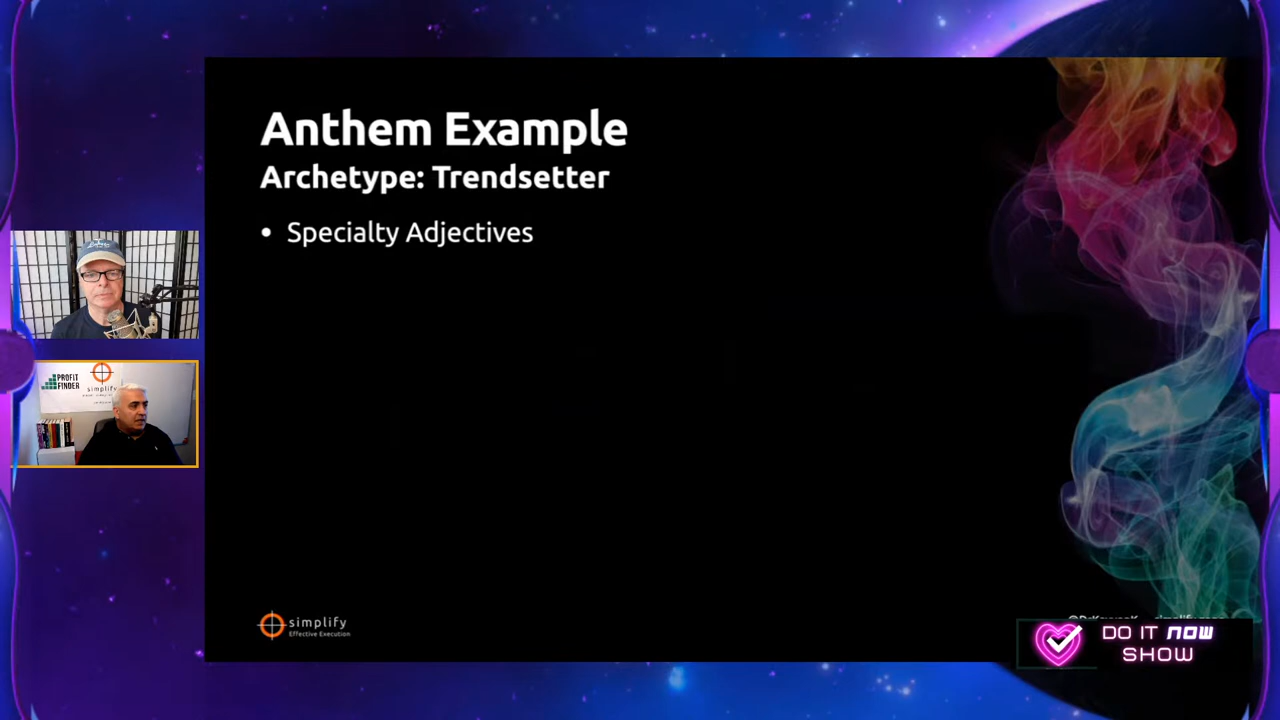 Anthem Example
Archetype: Trendsetter
• Specialty Adjectives
PROFIT
FINDER
simplify
simplify
Effective Execution
DO IT NOW
SHOW